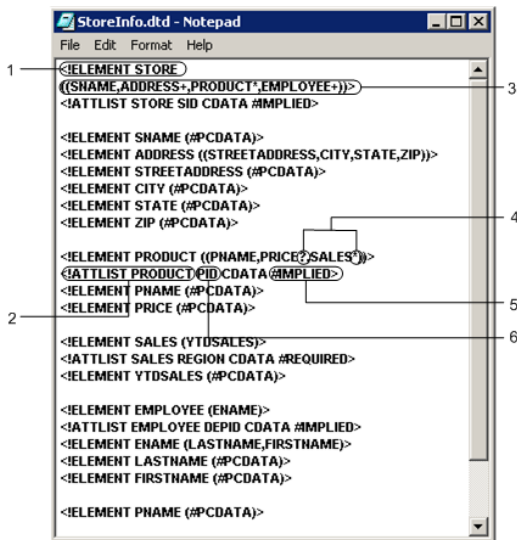 StoreInfo.dtd - Notepad
File Edit Format Help
1
<!ELEMENT STORE
((SNAME,ADDRESS+,PRODUCT*,EMPLOYEE+))>
3
<!ATTLIST STORE SID CDATA #IMPLIED>
<!ELEMENT SNAME (#PCDATA)>
<!ELEMENT ADDRESS ((STREETADDRESS,CITY,STATE,ZIP))>
<!ELEMENT STREETADDRESS (#PCDATA)>
<!ELEMENT CITY (#PCDATA)>
<!ELEMENT STATE (#PCDATA)>
<!ELEMENT ZIP (#PCDATA)>
4
<!ELEMENT PRODUCT ((PNAME,PRICE?,SALES*))>
<!ATTLIST PRODUCT PID CDATA #IMPLIED>
<!ELEMENT PNAME (#PCDATA)>
5
<!ELEMENT PRICE (#PCDATA)>
2
6
<!ELEMENT SALES (YTDSALES)>
<!ATTLIST SALES REGION CDATA #REQUIRED>
<!ELEMENT YTDSALES (#PCDATA)>
<!ELEMENT EMPLOYEE (ENAME)>
<!ATTLIST EMPLOYEE DEPID CDATA #IMPLIED>
<!ELEMENT ENAME (LASTNAME,FIRSTNAME)>
<!ELEMENT LASTNAME (#PCDATA)>
<!ELEMENT FIRSTNAME (#PCDATA)>
<!ELEMENT PNAME (#PCDATA)>